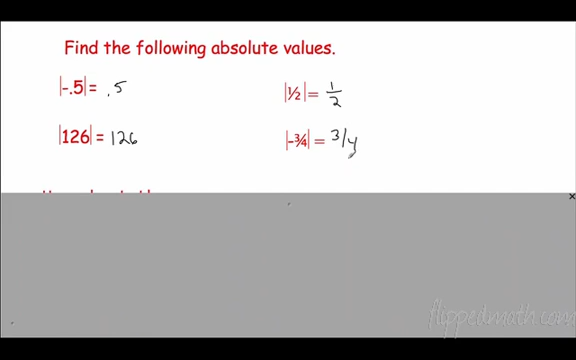 Find the following absolute values.
|-.5| = .5
|½| = 1/2
|126| = 126
|-¾| = 3/4
flippedmath.com